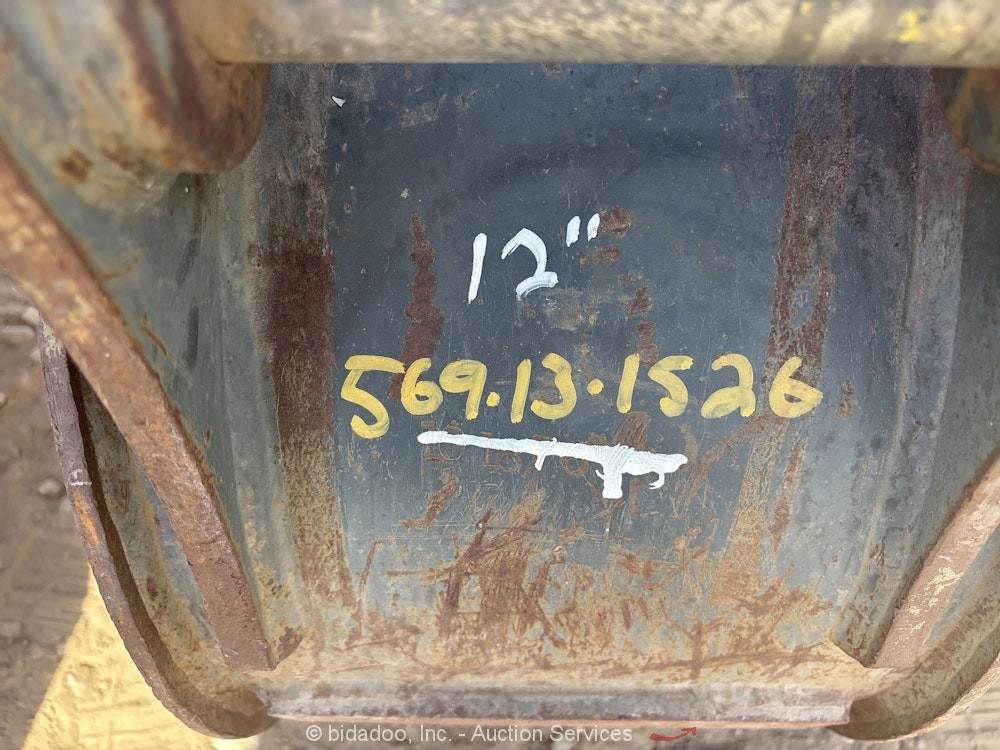 12"
569.13.1526
© bidadoo, Inc. - Auction Services